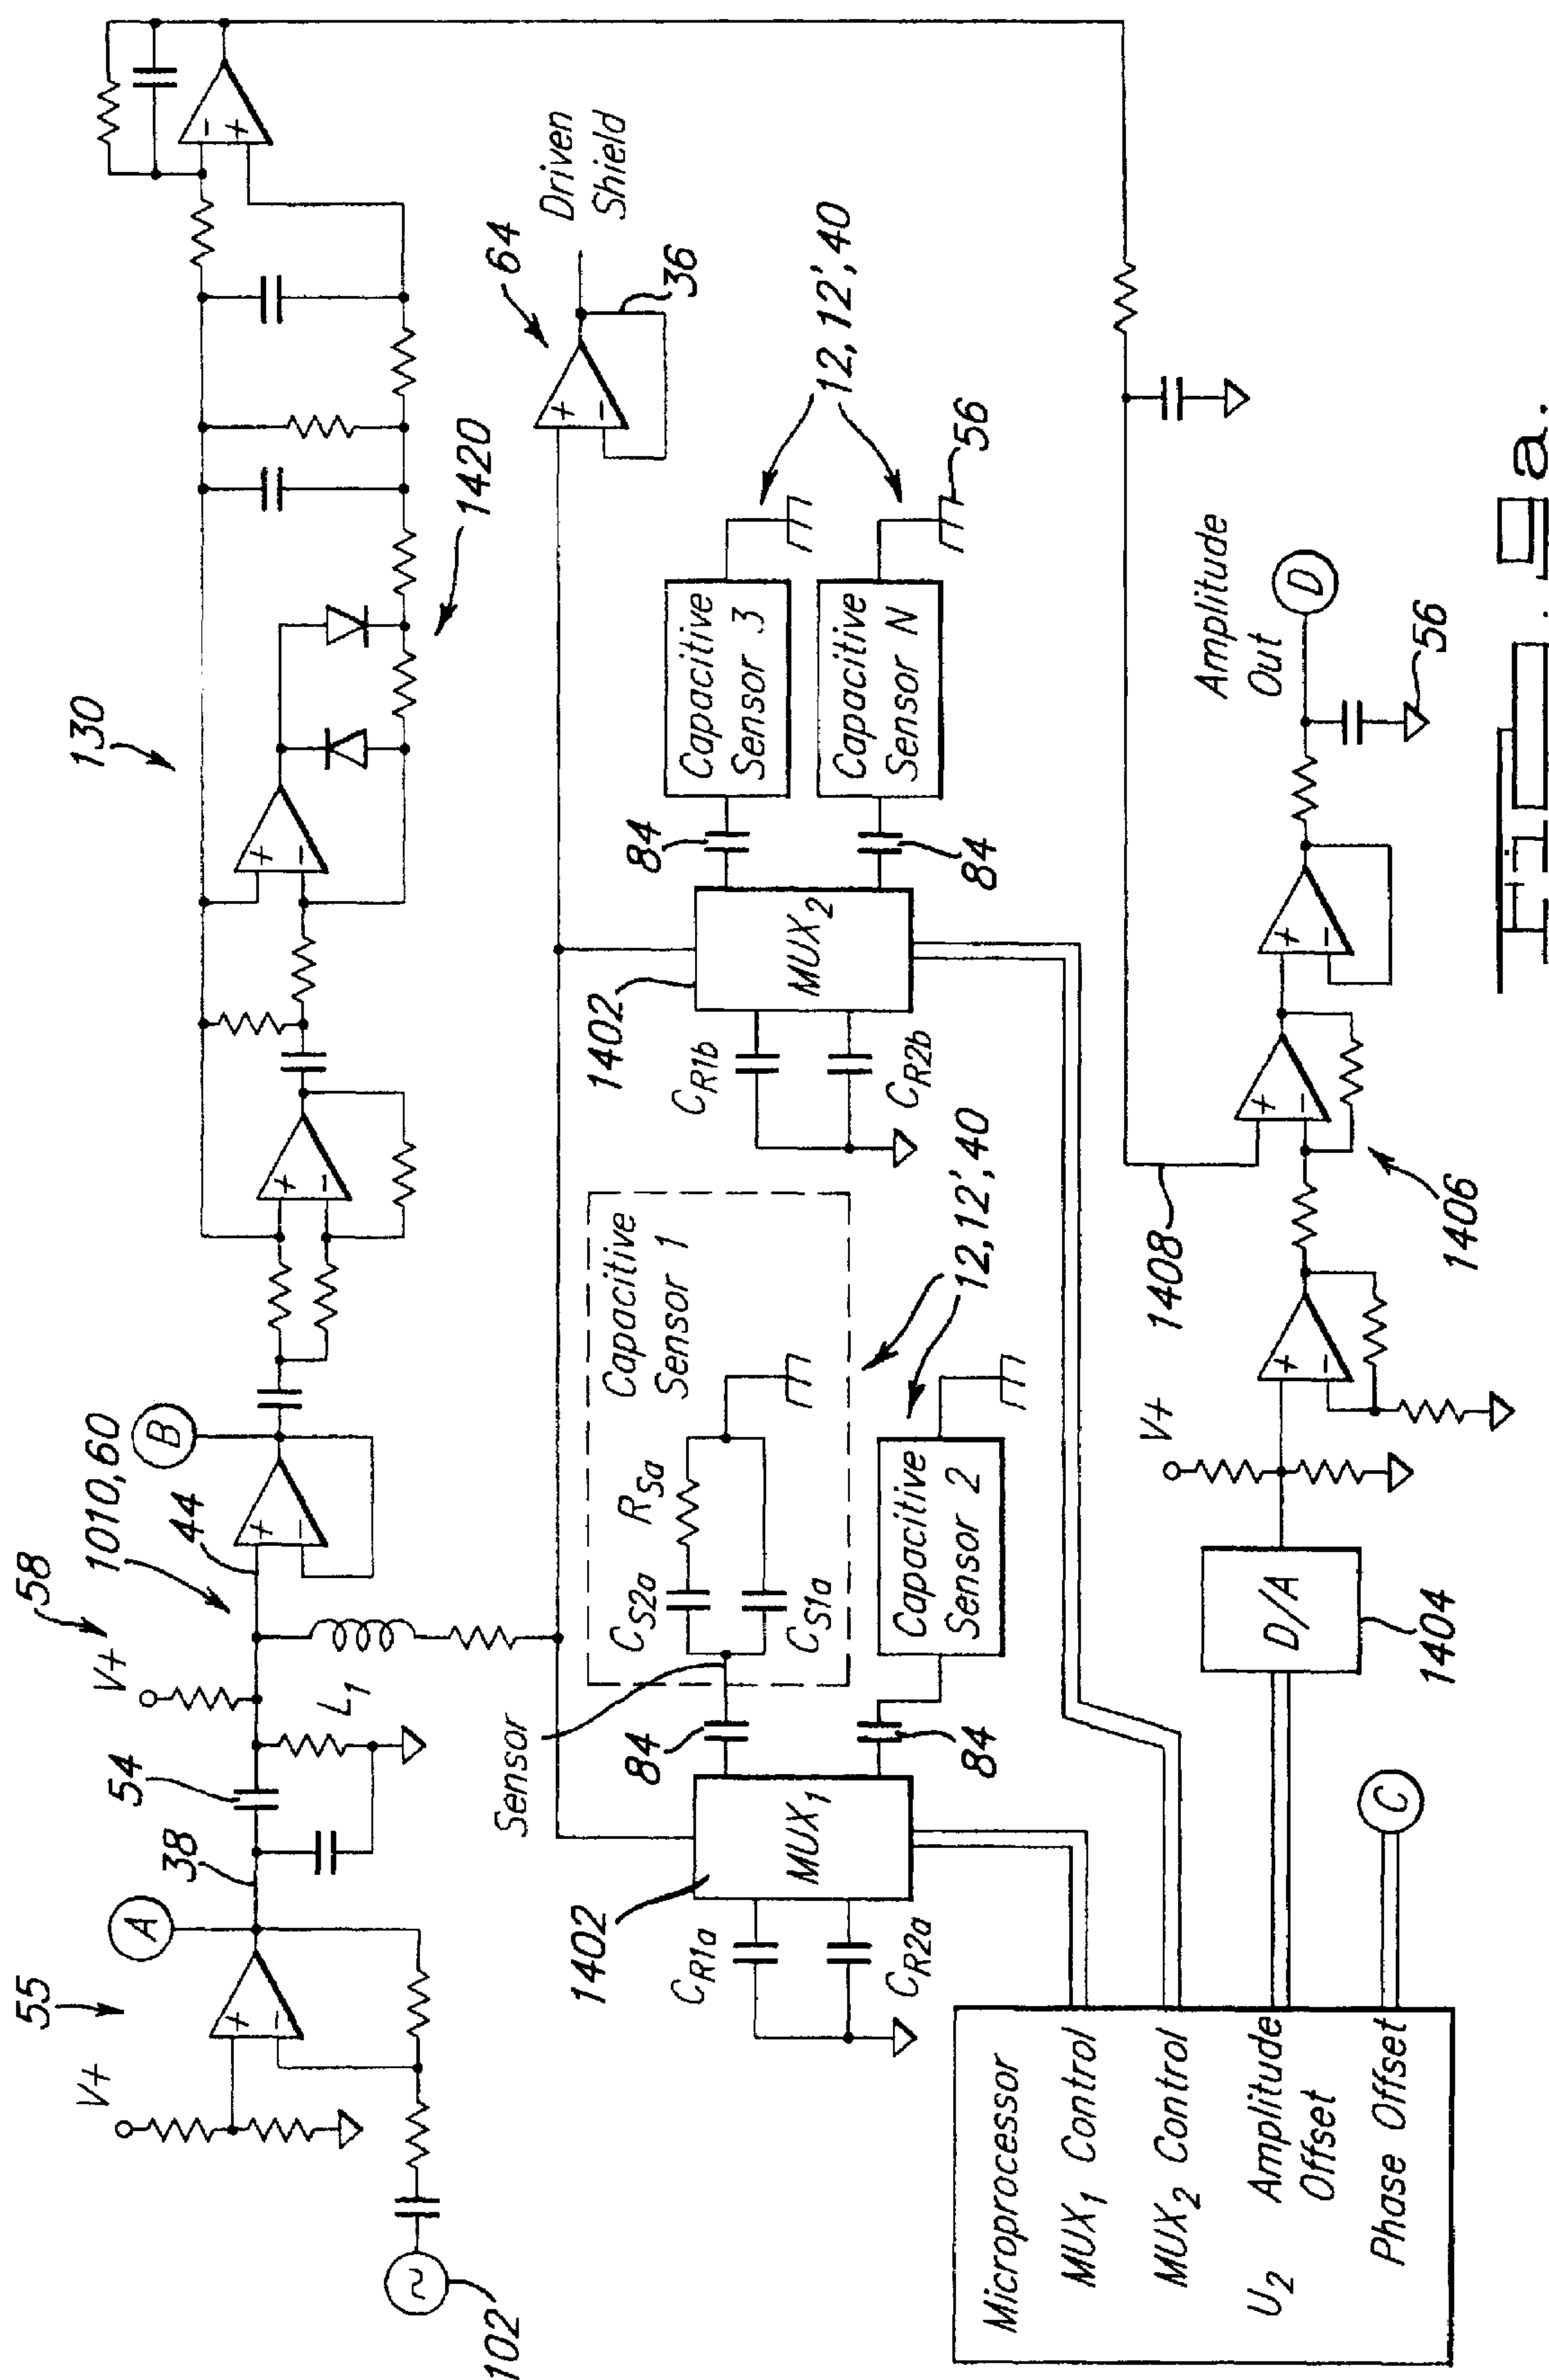 55
V+
A
38
54
58
V+
1010,60
44
B
130
L1
102'
1420
64
Driven
Shield
36
Sensor
84
Capacitive
Sensor 1
CS2a
RSa
CS1a
12,12',40
1402
MUX1
CR1a
CR2a
84
Capacitive
Sensor 2
1402
MUX2
CR1b
CR2b
84
Capacitive
Sensor 3
84
Capacitive
Sensor N
12,12',40
56
Microprocessor
MUX1 Control
MUX2 Control
U2 Amplitude
Offset
Phase Offset
C
D/A
1404
V+
1408
1406
Amplitude
Out
D
56
Fig. 9a.